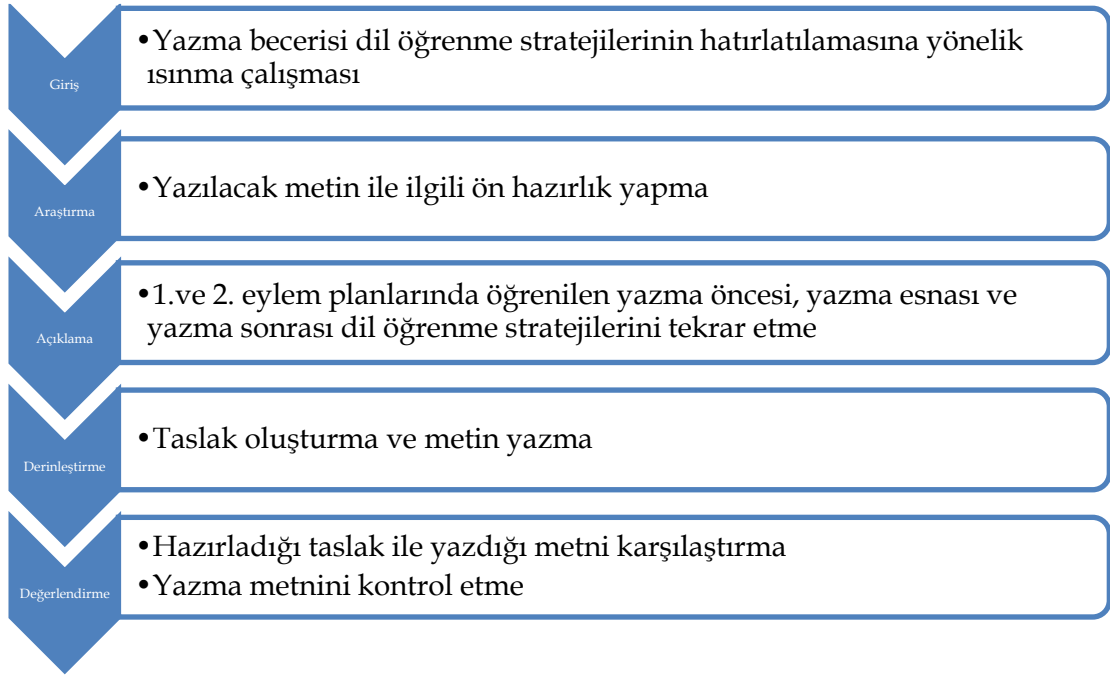 Giriş
•Yazma becerisi dil öğrenme stratejilerinin hatırlatılamasına yönelik
ısınma çalışması
Araştırma
•Yazılacak metin ile ilgili ön hazırlık yapma
Açıklama
•1.ve 2. eylem planlarında öğrenilen yazma öncesi, yazma esnası ve
yazma sonrası dil öğrenme stratejilerini tekrar etme
Derinleştirme
•Taslak oluşturma ve metin yazma
Değerlendirme
•Hazırladığı taslak ile yazdığı metni karşılaştırma
•Yazma metnini kontrol etme